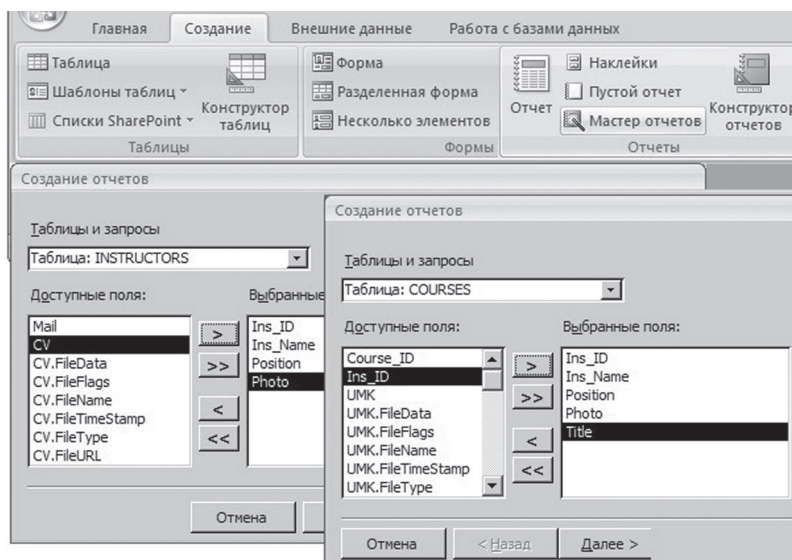 Главная Создание Внешние данные Работа с базами данных
Таблица
Шаблоны таблиц
Списки SharePoint
Конструктор таблиц
Таблицы
Форма
Разделенная форма
Несколько элементов
Формы
Отчет
Наклейки
Пустой отчет
Мастер отчетов
Конструктор отчетов
Отчеты
Создание отчетов
Таблицы и запросы
Таблица: INSTRUCTORS
Доступные поля:
Mail
CV
CV.FileData
CV.FileFlags
CV.FileName
CV.FileTimeStamp
CV.FileType
CV.FileURL
>
>>
<
<<
Выбранные
Ins_ID
Ins_Name
Position
Photo
Отмена
Создание отчетов
Таблицы и запросы
Таблица: COURSES
Доступные поля:
Course_ID
Ins_ID
UMK
UMK.FileData
UMK.FileFlags
UMK.FileName
UMK.FileTimeStamp
UMK.FileType
>
>>
<
<<
Выбранные поля:
Ins_ID
Ins_Name
Position
Photo
Title
Отмена < Назад Далее >